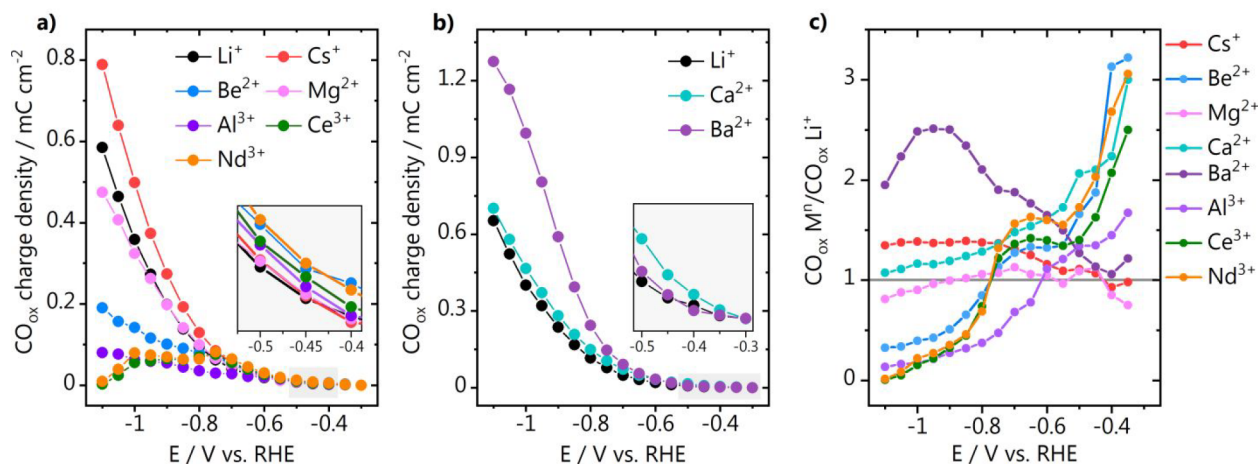 a)
CO_ox charge density / mC cm⁻²
0.8
0.6
0.4
0.2
0
Li⁺
Cs⁺
Be²⁺
Mg²⁺
Al³⁺
Ce³⁺
Nd³⁺
-0.5 -0.45 -0.4
-1 -0.8 -0.6 -0.4
E / V vs. RHE
b)
CO_ox charge density / mC cm⁻²
1.2
0.9
0.6
0.3
0
Li⁺
Ca²⁺
Ba²⁺
-0.5 -0.4 -0.3
-1 -0.8 -0.6 -0.4
E / V vs. RHE
c)
CO_ox Mⁿ/CO_ox Li⁺
3
2
1
0
-1 -0.8 -0.6 -0.4
E / V vs. RHE
Cs⁺
Be²⁺
Mg²⁺
Ca²⁺
Ba²⁺
Al³⁺
Ce³⁺
Nd³⁺